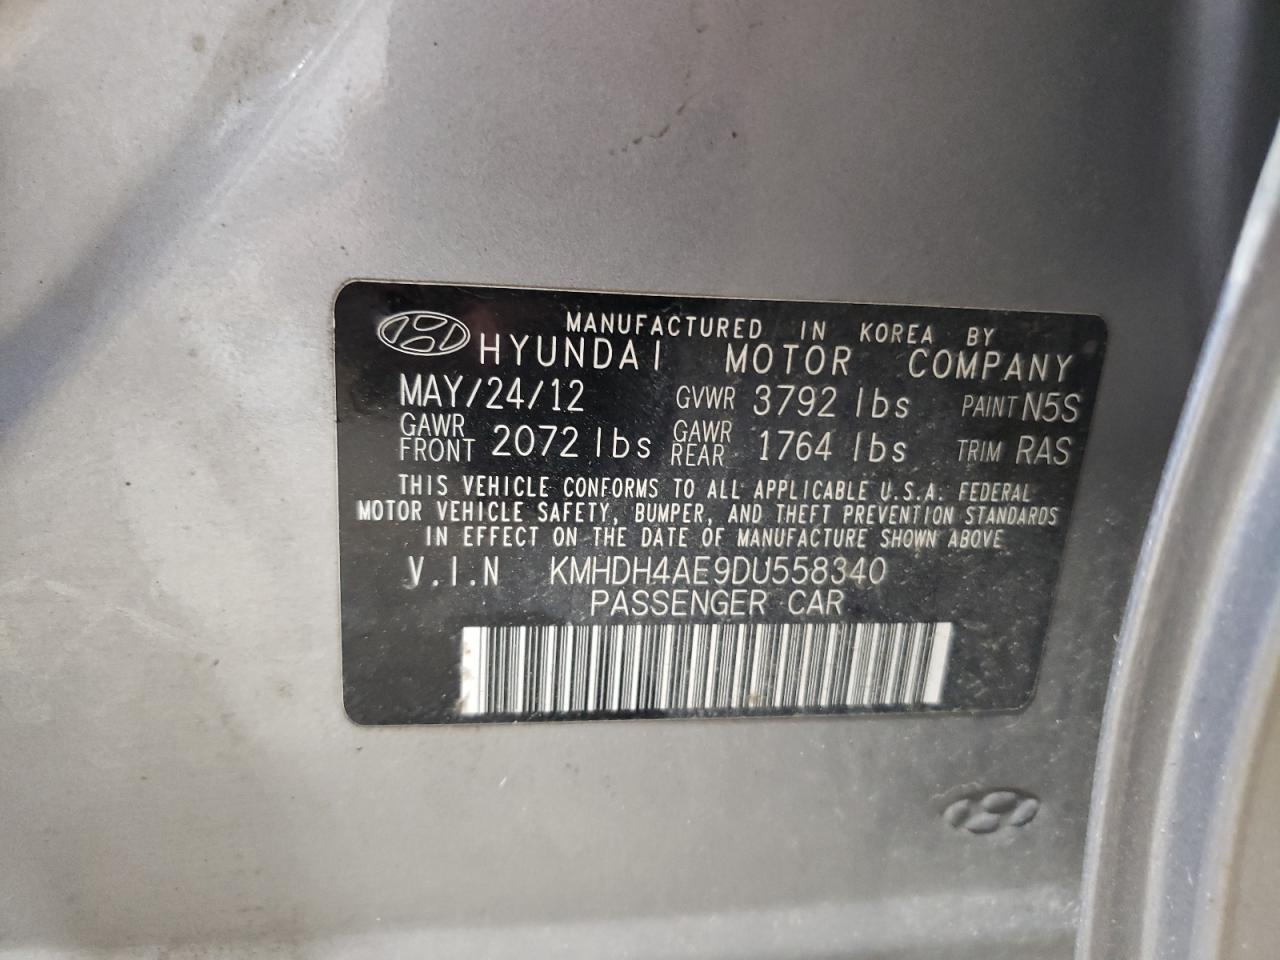 MANUFACTURED IN KOREA BY
HYUNDAI MOTOR COMPANY
MAY/24/12 GVWR 3792 lbs PAINT N5S
GAWR FRONT 2072 lbs GAWR REAR 1764 lbs TRIM RAS
THIS VEHICLE CONFORMS TO ALL APPLICABLE U.S.A. FEDERAL
MOTOR VEHICLE SAFETY, BUMPER, AND THEFT PREVENTION STANDARDS
IN EFFECT ON THE DATE OF MANUFACTURE SHOWN ABOVE
V.I.N KMHDH4AE9DU558340
PASSENGER CAR